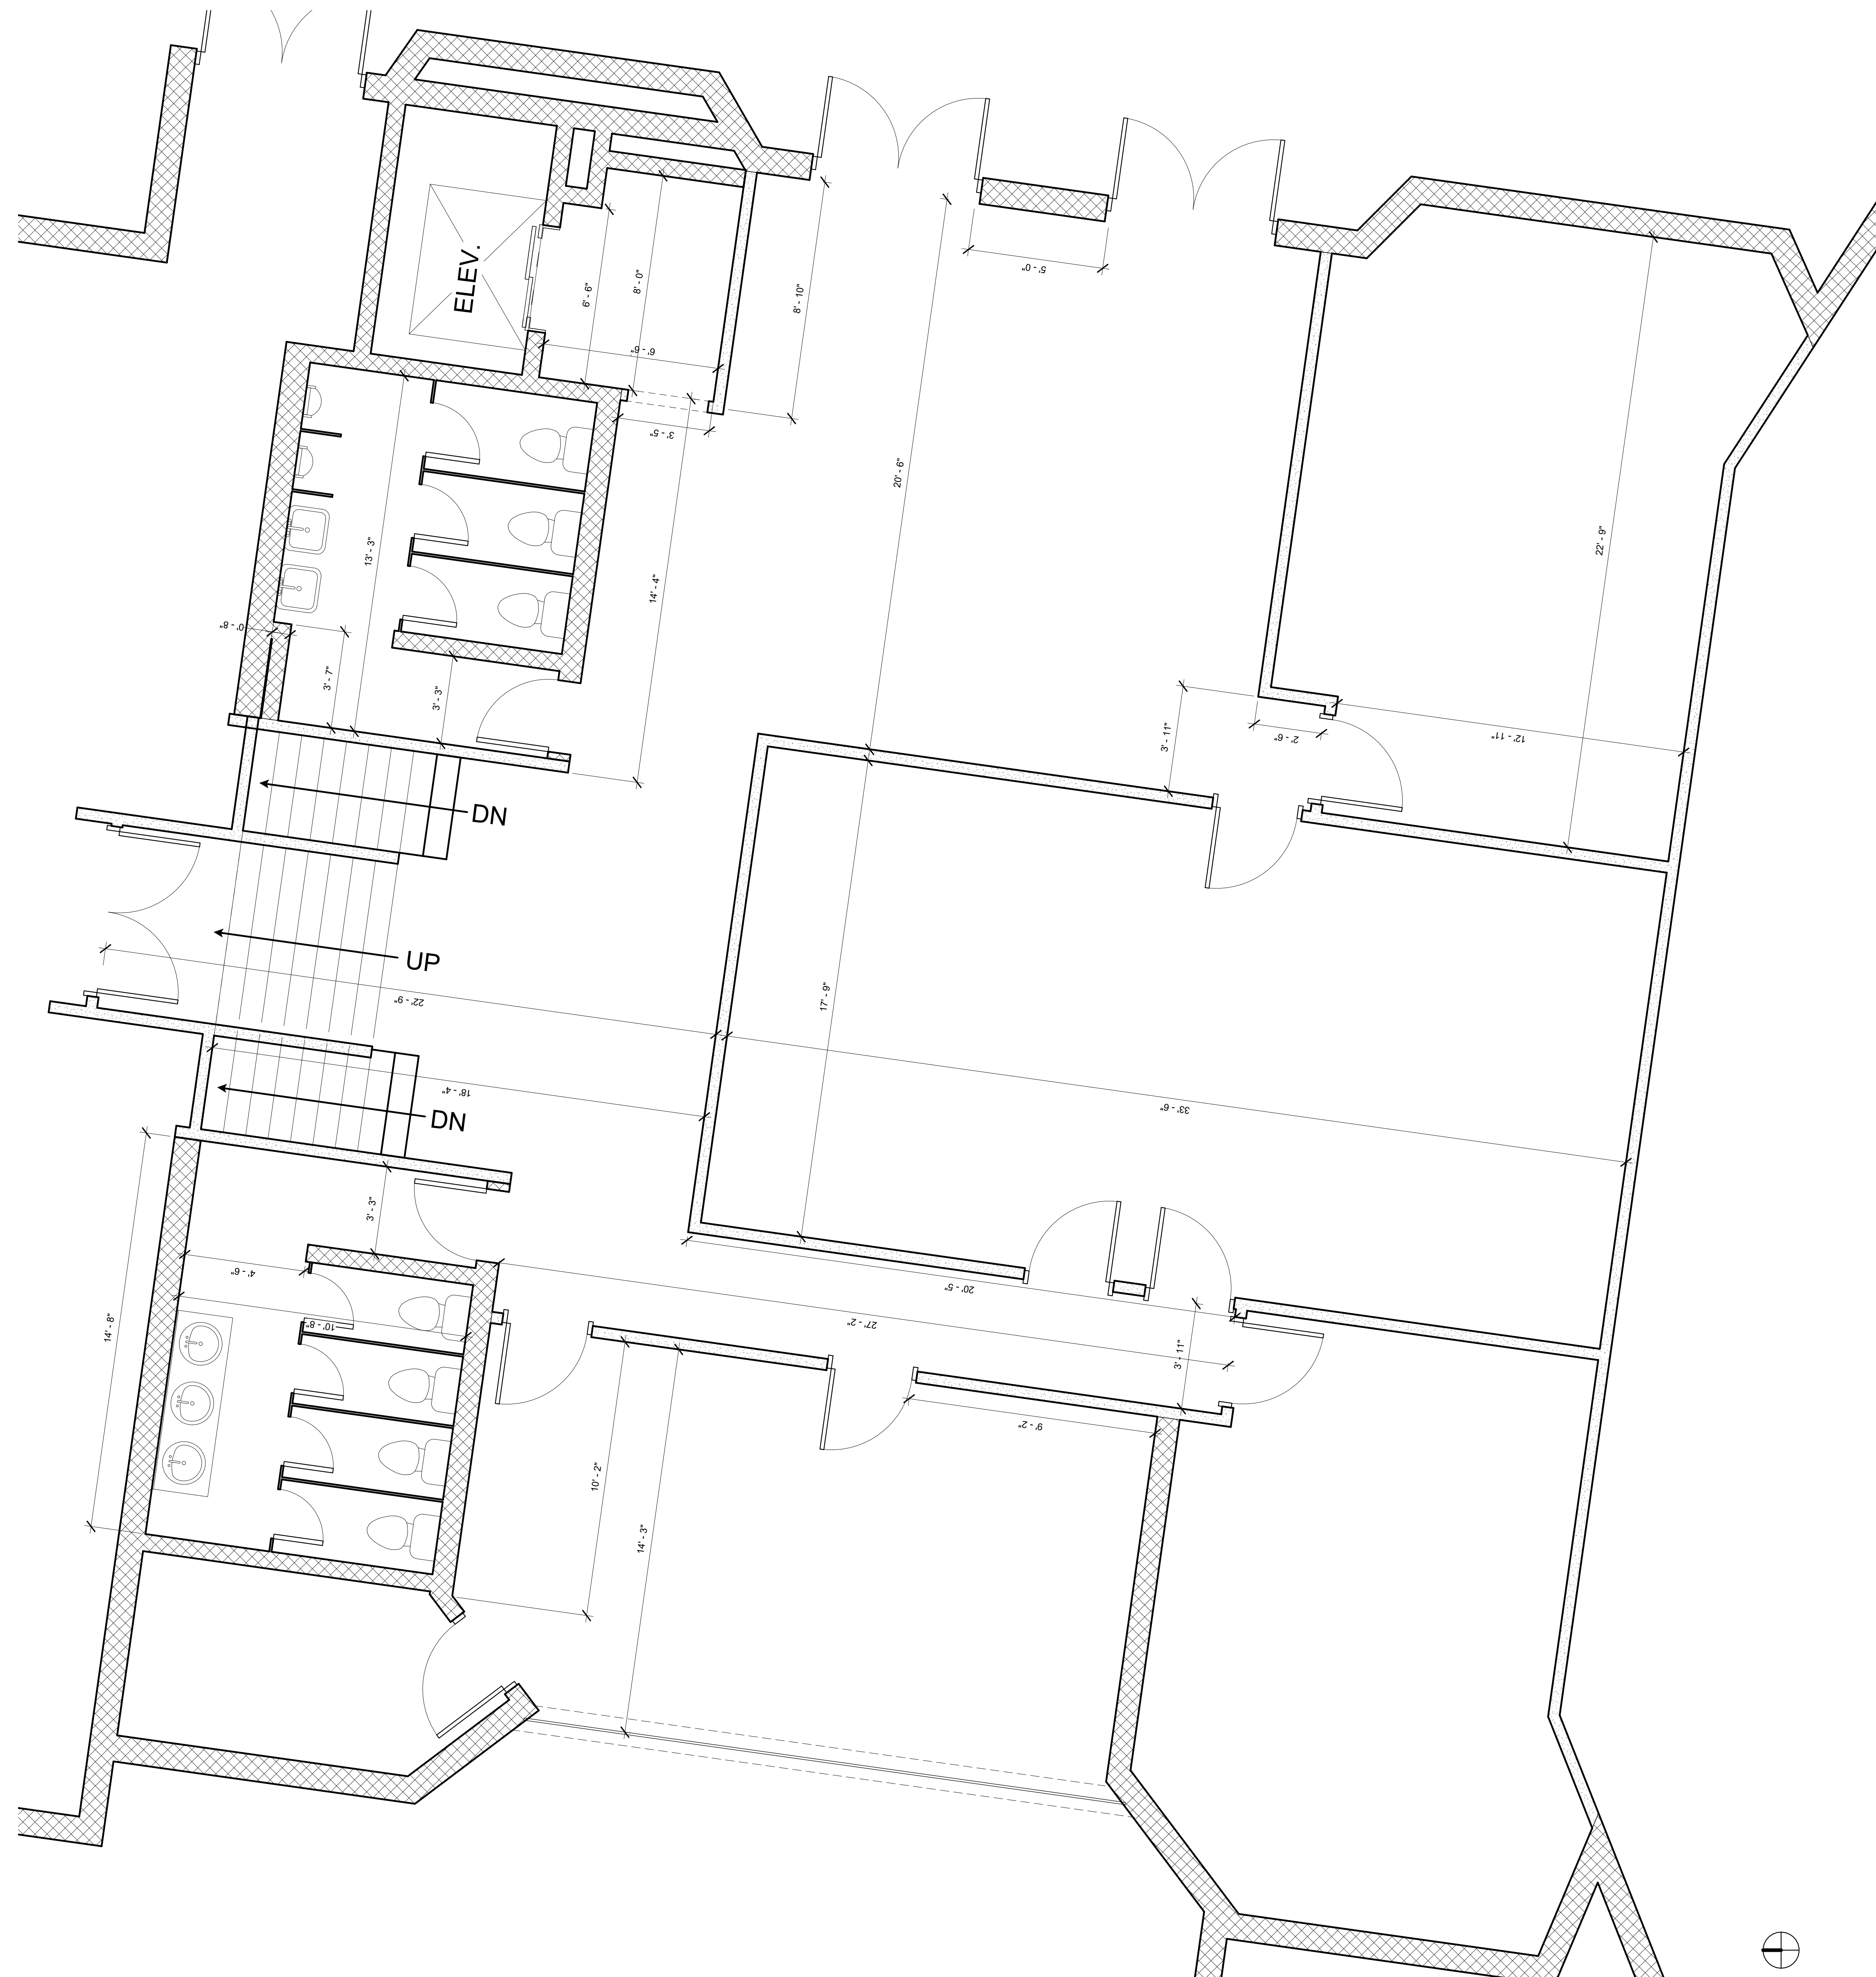 5' - 0"
ELEV.
6' - 6"
8' - 0"
8' - 10"
6' - 6"
3' - 5"
20' - 6"
22' - 9"
13' - 3"
14' - 4"
0' - 8"
3' - 7"
3' - 3"
3' - 11"
2' - 6"
12' - 11"
DN
UP
22' - 9"
17' - 9"
18' - 4"
33' - 6"
DN
3' - 3"
4' - 6"
20' - 5"
14' - 8"
10' - 8"
27' - 2"
3' - 11"
9' - 2"
10' - 2"
14' - 3"